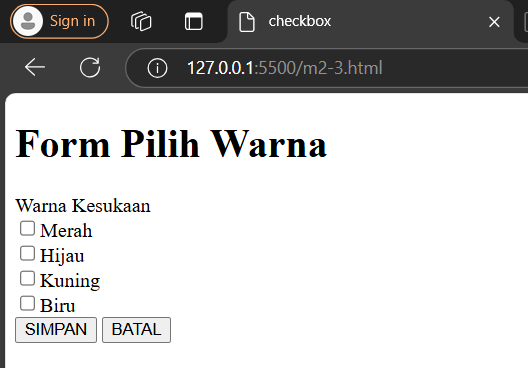 Sign in
checkbox
127.0.0.1:5500/m2-3.html
Form Pilih Warna
Warna Kesukaan
Merah
Hijau
Kuning
Biru
SIMPAN BATAL